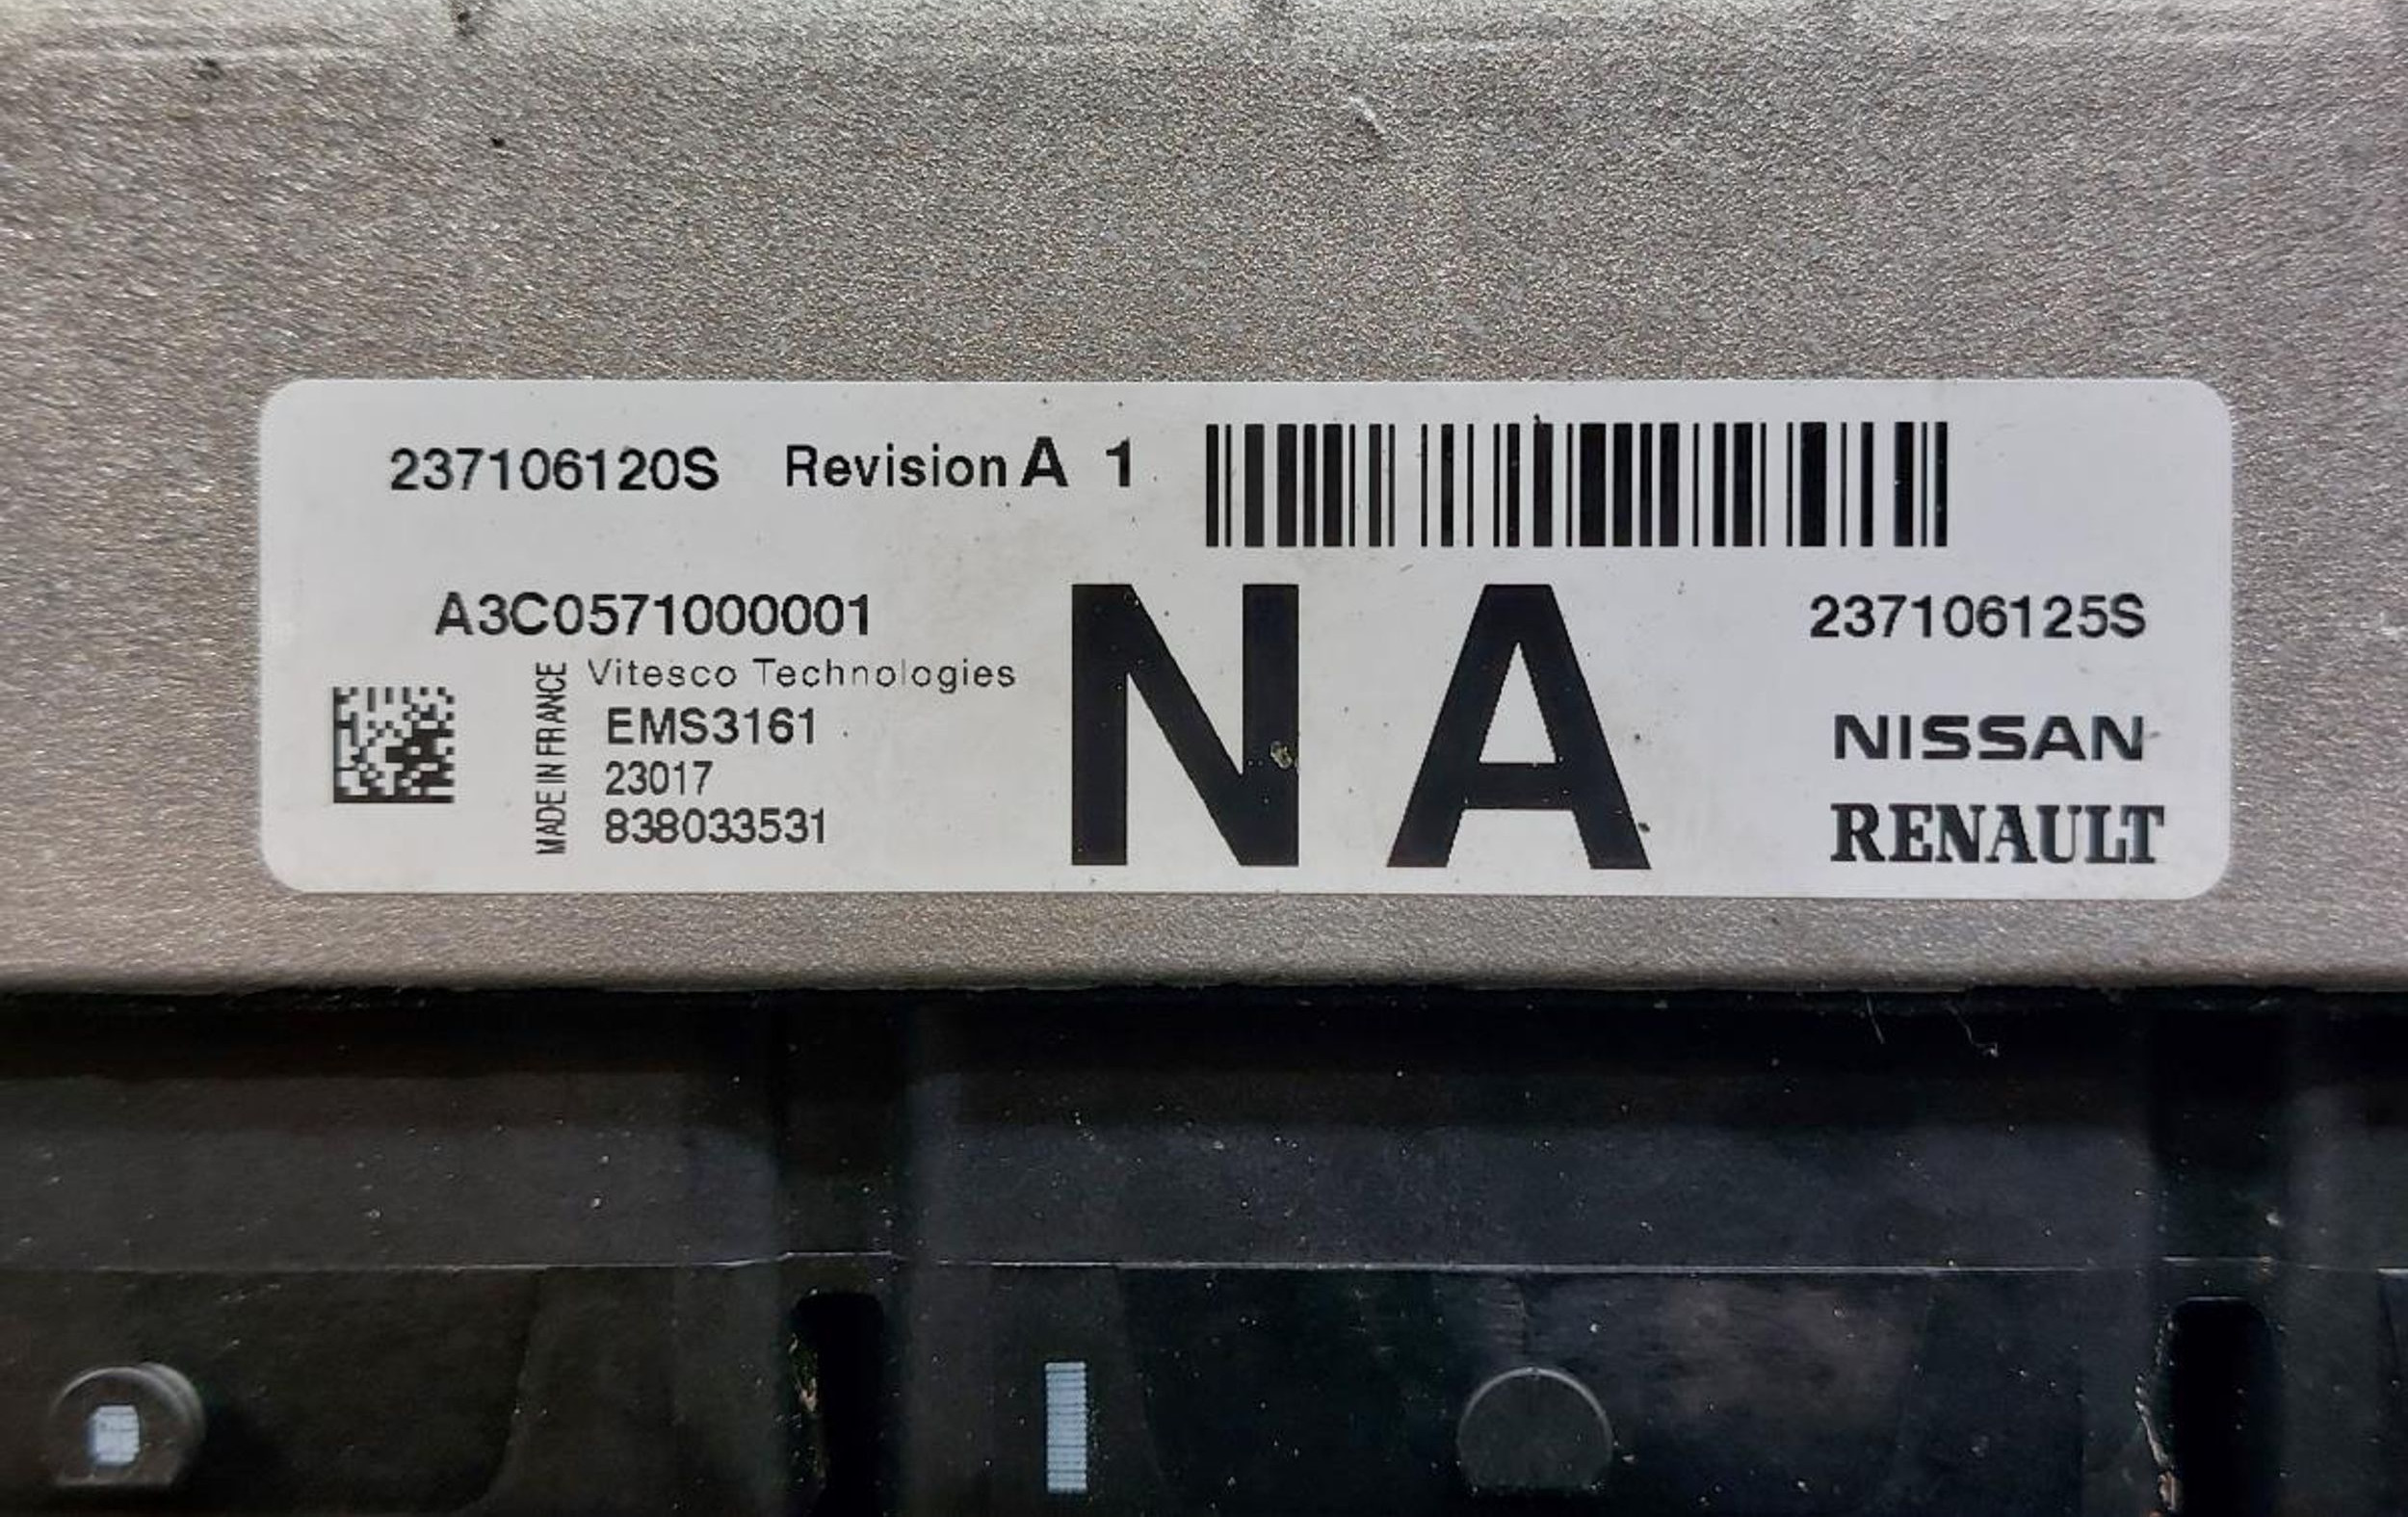 237106120S Revision A 1
A3C0571000001
237106125S
MADE IN FRANCE
Vitesco Technologies
EMS3161
23017
838033531
NA
NISSAN
RENAULT